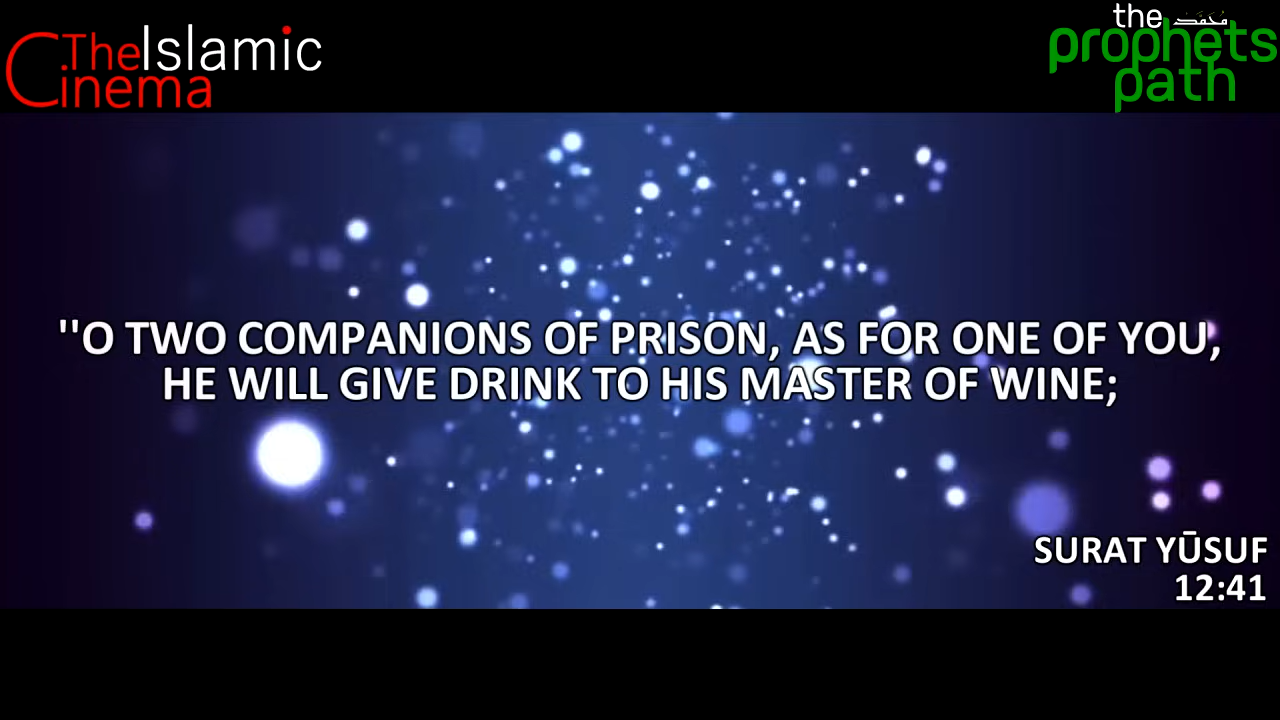 TheIslamic
Cinema
the محمد
prophets
path
"O TWO COMPANIONS OF PRISON, AS FOR ONE OF YOU,
HE WILL GIVE DRINK TO HIS MASTER OF WINE;
SURAT YŪSUF
12:41